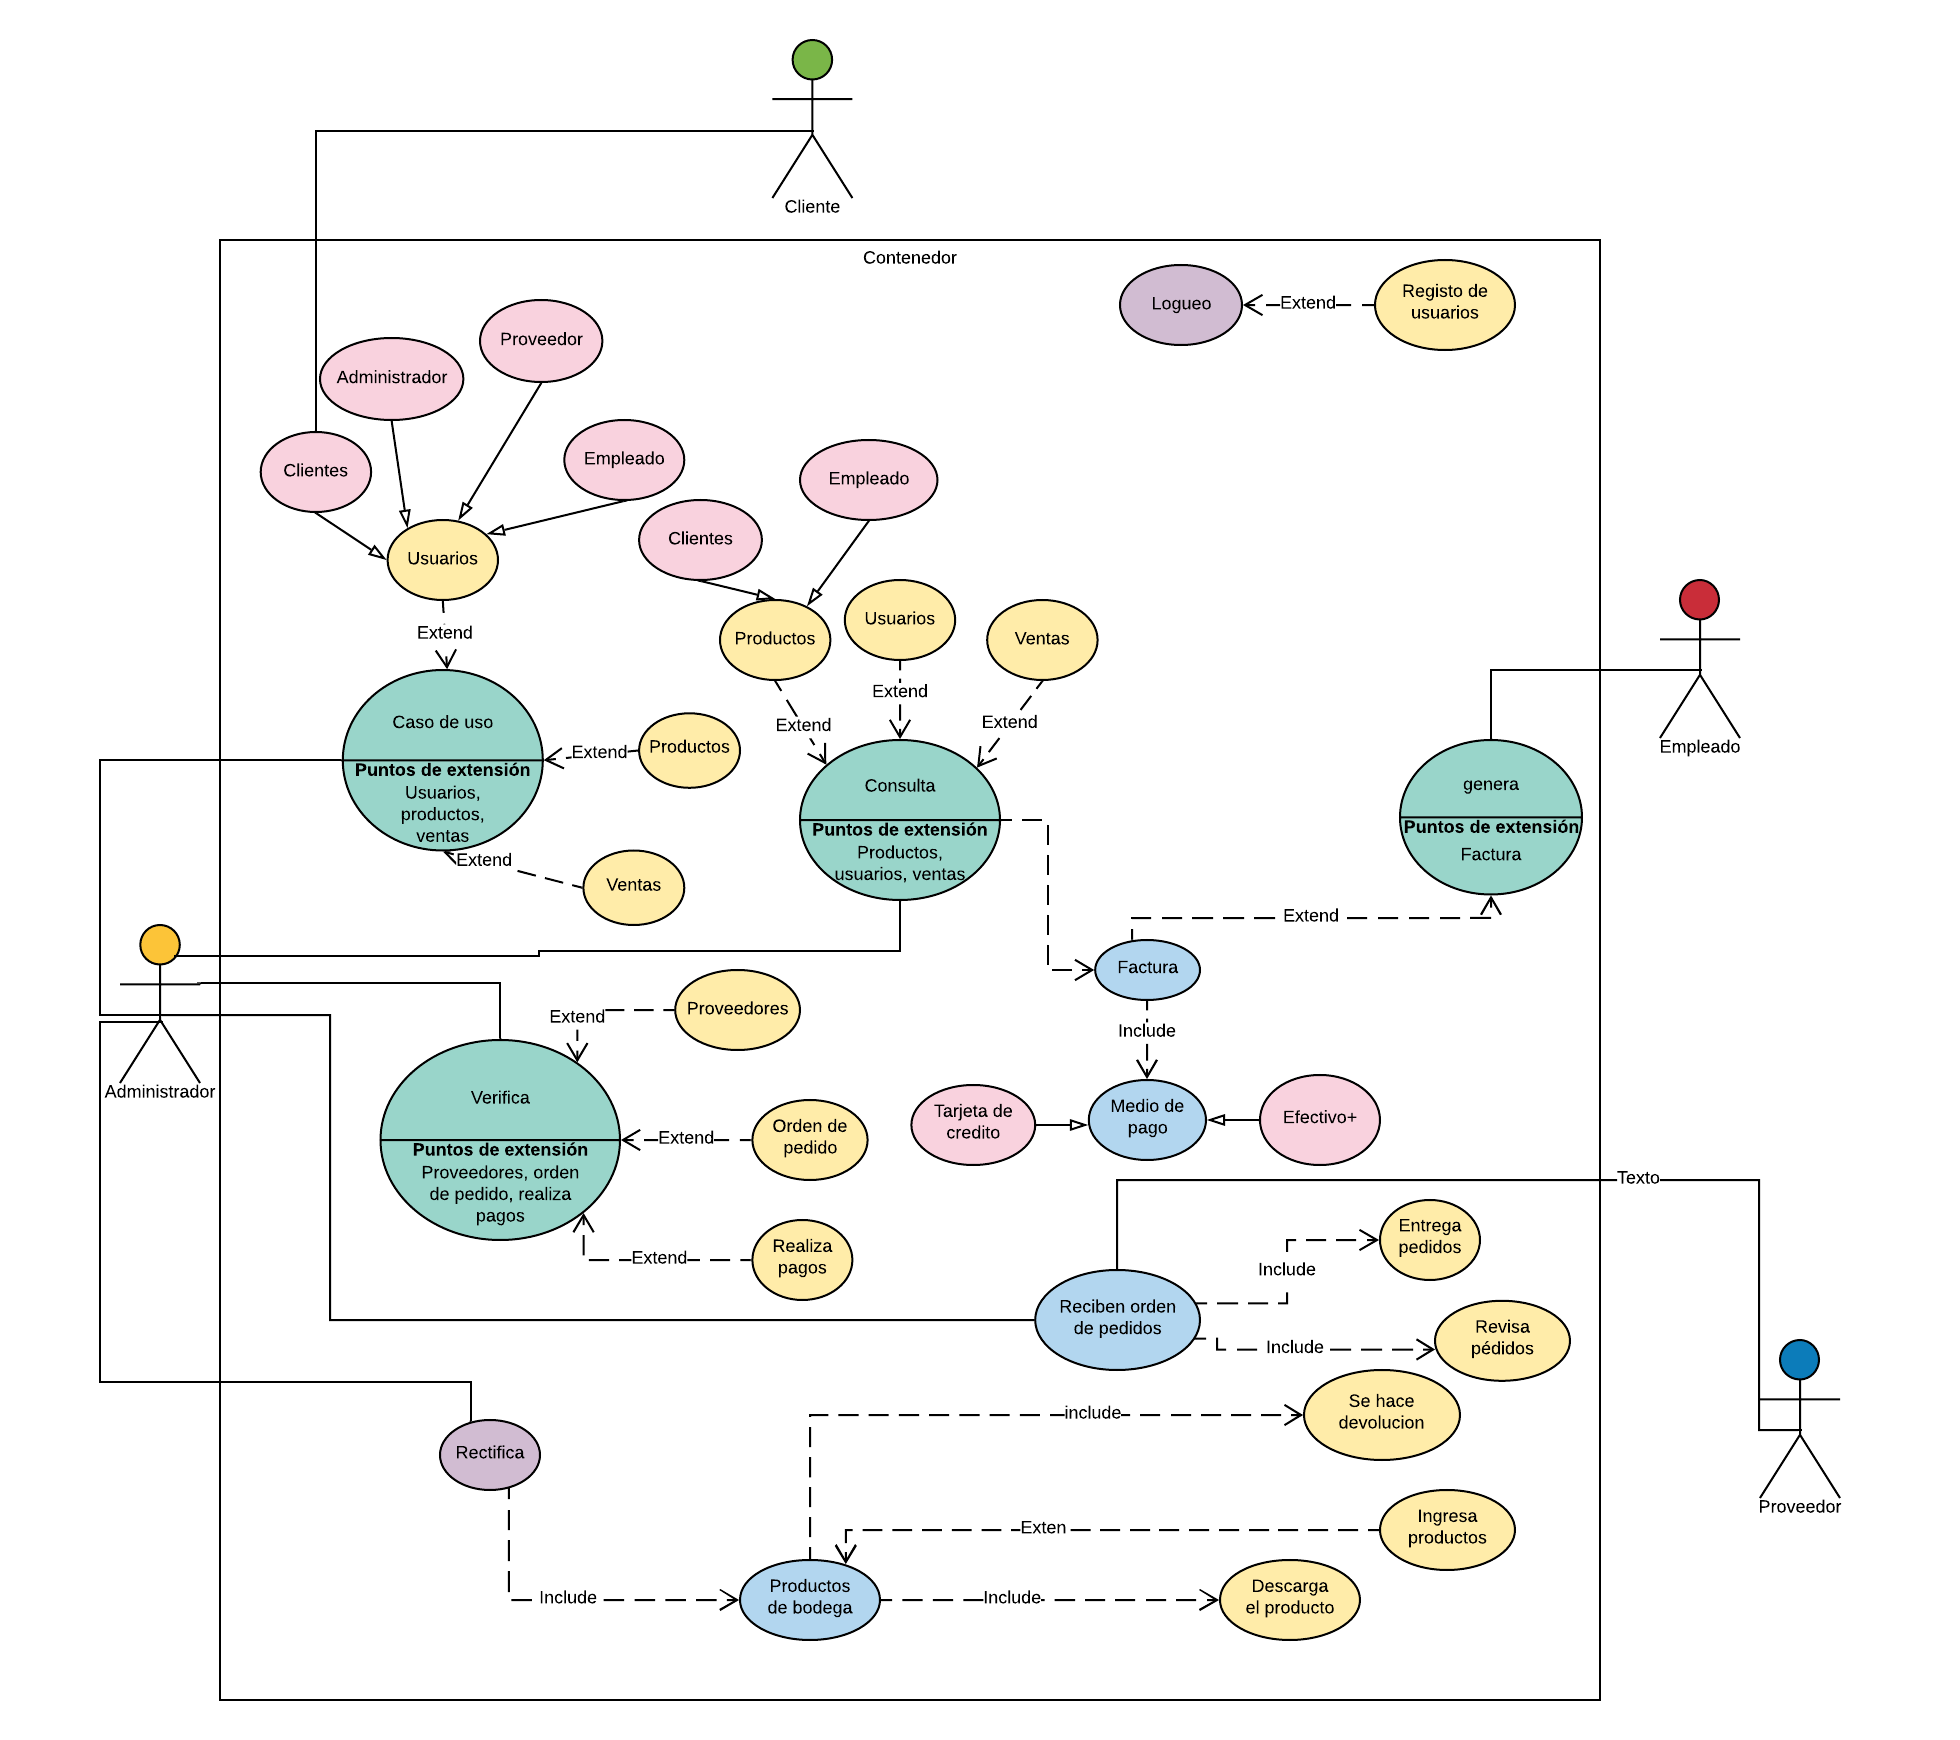 Cliente
Contenedor
Logueo
Extend
Registo de
usuarios
Proveedor
Administrador
Clientes
Empleado
Empleado
Clientes
Usuarios
Extend
Productos
Usuarios
Ventas
Extend
Extend
Extend
Caso de uso
Puntos de extensión
Usuarios,
productos,
ventas
Extend
Productos
Extend
Ventas
Consulta
Puntos de extensión
Productos,
usuarios, ventas
Empleado
genera
Puntos de extensión
Factura
Extend
Factura
Include
Administrador
Extend
Proveedores
Verifica
Puntos de extensión
Proveedores, orden
de pedido, realiza
pagos
Extend
Orden de
pedido
Extend
Realiza
pagos
Tarjeta de
credito
Medio de
pago
Efectivo+
Texto
Reciben orden
de pedidos
Include
Entrega
pedidos
Include
Revisa
pédidos
include
Se hace
devolucion
Rectifica
Proveedor
Exten
Ingresa
productos
Include
Productos
de bodega
Include
Descarga
el producto